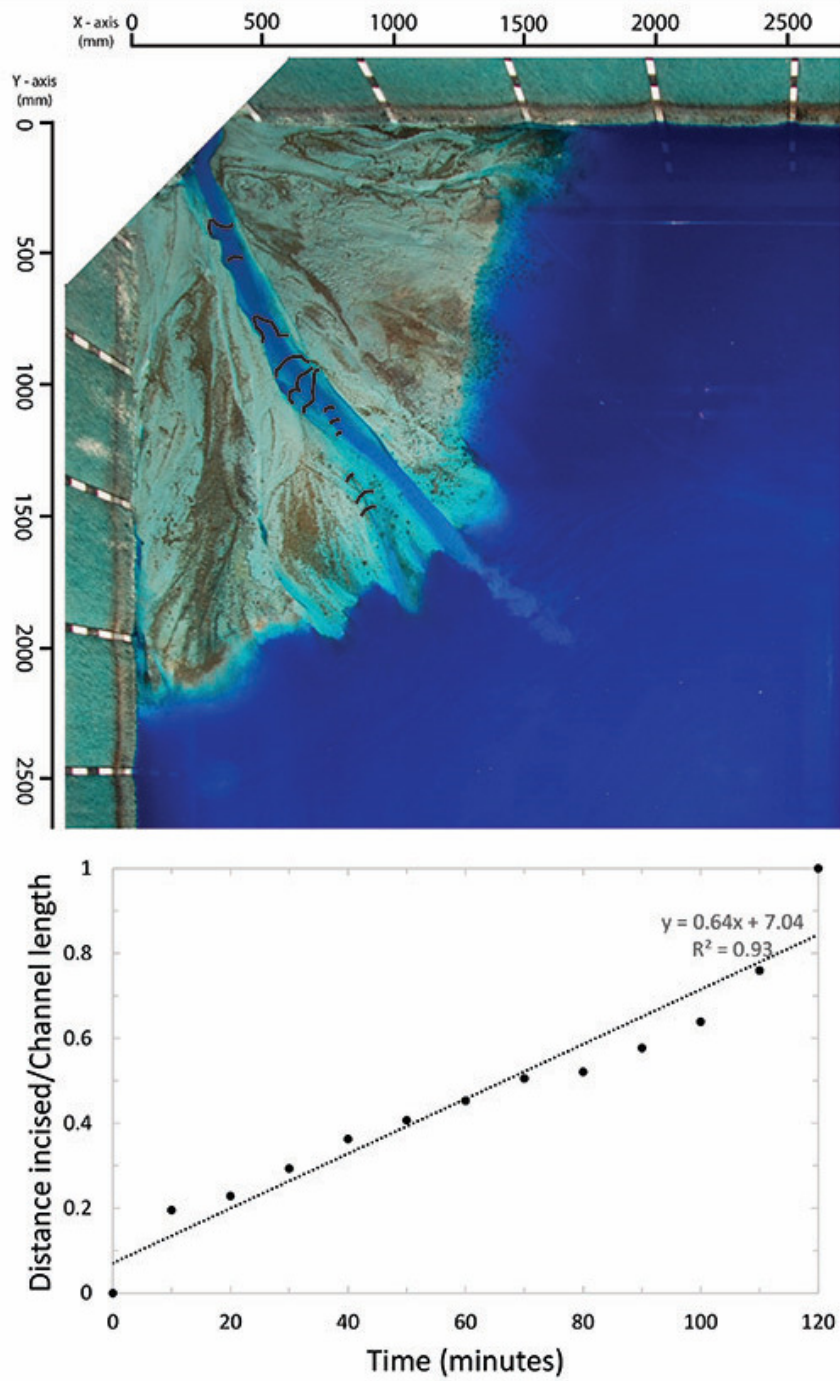 X - axis
(mm)
0 500 1000 1500 2000 2500
Y - axis
(mm)
0
500
1000
1500
2000
2500
Distance incised/Channel length
1
0.8
0.6
0.4
0.2
0
y = 0.64x + 7.04
R² = 0.93
0 20 40 60 80 100 120
Time (minutes)